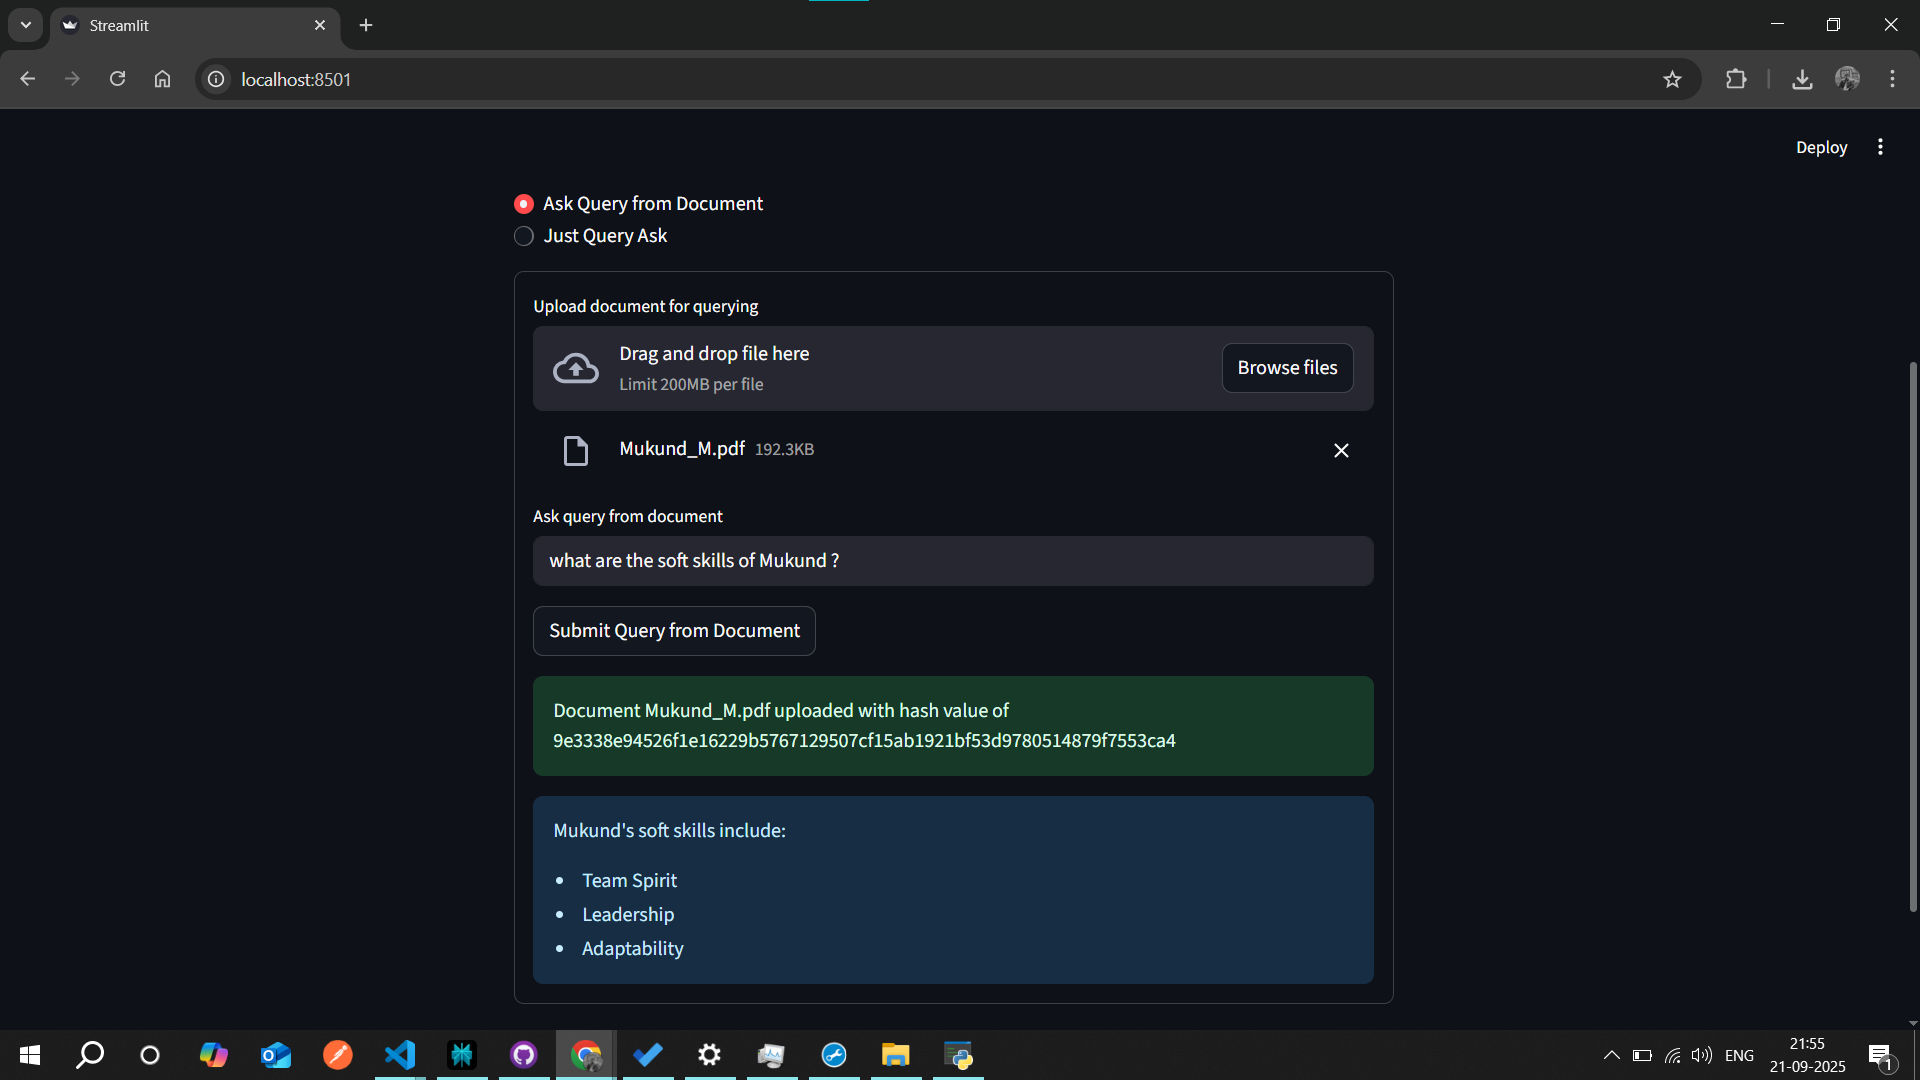 Streamlit
localhost:8501
Deploy
Ask Query from Document
Just Query Ask
Upload document for querying
Drag and drop file here
Limit 200MB per file
Browse files
Mukund_M.pdf 192.3KB
Ask query from document
what are the soft skills of Mukund ?
Submit Query from Document
Document Mukund_M.pdf uploaded with hash value of
9e3338e94526f1e16229b5767129507cf15ab1921bf53d9780514879f7553ca4
Mukund's soft skills include:
• Team Spirit
• Leadership
• Adaptability
ENG
21:55
21-09-2025
1